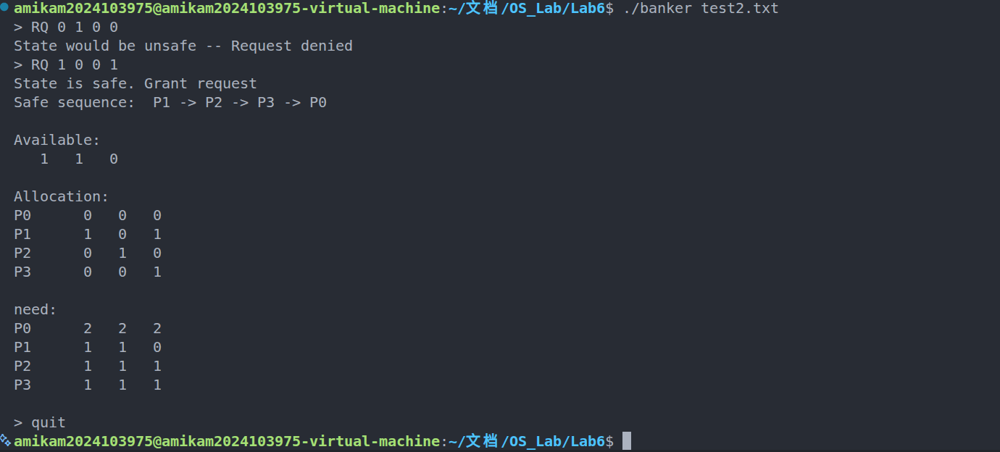 amikam2024103975@amikam2024103975-virtual-machine:~/文档/OS_Lab/Lab6$ ./banker test2.txt
> RQ 0 1 0 0
State would be unsafe -- Request denied
> RQ 1 0 0 1
State is safe. Grant request
Safe sequence:  P1 -> P2 -> P3 -> P0
Available:
   1   1   0
Allocation:
P0      0   0   0
P1      1   0   1
P2      0   1   0
P3      0   0   1
need:
P0      2   2   2
P1      1   1   0
P2      1   1   1
P3      1   1   1
> quit
amikam2024103975@amikam2024103975-virtual-machine:~/文档/OS_Lab/Lab6$